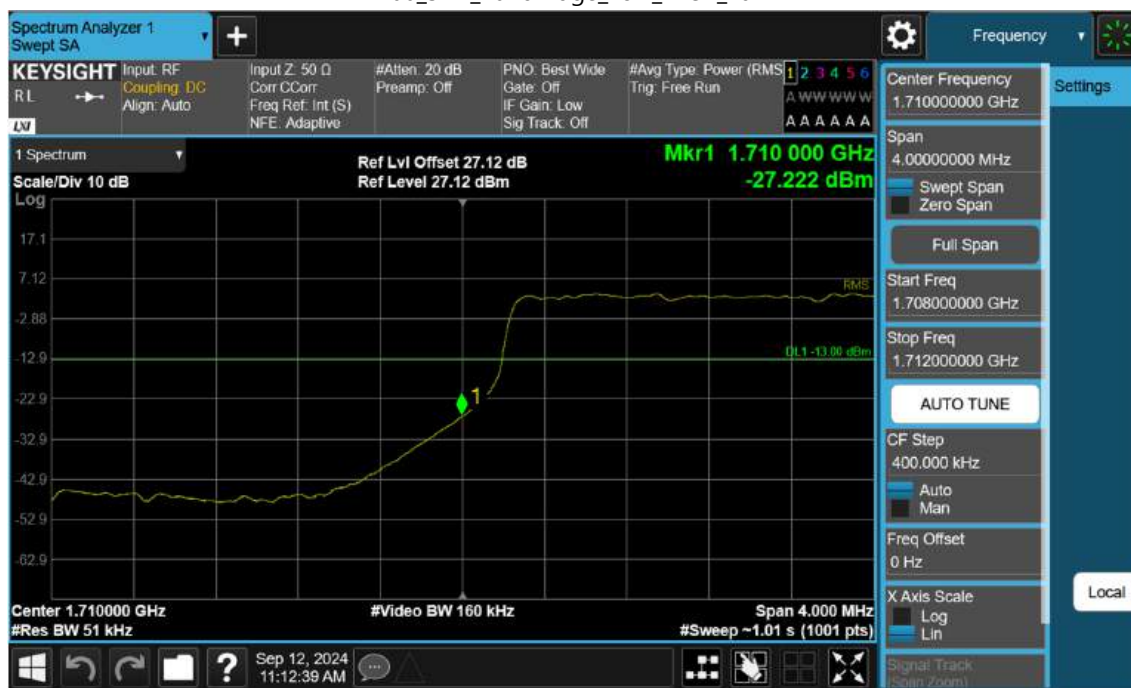 Spectrum Analyzer 1
Swept SA
Frequency
KEYSIGHT
RL
LXI
Input: RF
Coupling: DC
Align: Auto
Input Z: 50 Ω
Corr CCorr
Freq Ref: Int (S)
NFE: Adaptive
#Atten: 20 dB
Preamp: Off
PNO: Best Wide
Gate: Off
IF Gain: Low
Sig Track: Off
#Avg Type: Power (RMS
Trig: Free Run
1 2 3 4 5 6
A W W W W W
A A A A A A
1 Spectrum
Scale/Div 10 dB
Log
Ref Lvl Offset 27.12 dB
Ref Level 27.12 dBm
Mkr1 1.710 000 GHz
-27.222 dBm
17.1
7.12
-2.88
-12.9
-22.9
-32.9
-42.9
-52.9
-62.9
RMS
DL1 -13.00 dBm
1
Center 1.710000 GHz
#Res BW 51 kHz
#Video BW 160 kHz
Span 4.000 MHz
#Sweep ~1.01 s (1001 pts)
Center Frequency
1.710000000 GHz
Span
4.00000000 MHz
Swept Span
Zero Span
Full Span
Start Freq
1.708000000 GHz
Stop Freq
1.712000000 GHz
AUTO TUNE
CF Step
400.000 kHz
Auto
Man
Freq Offset
0 Hz
X Axis Scale
Log
Lin
Signal Track
(Span Zoom)
Settings
Local
?
Sep 12, 2024
11:12:39 AM